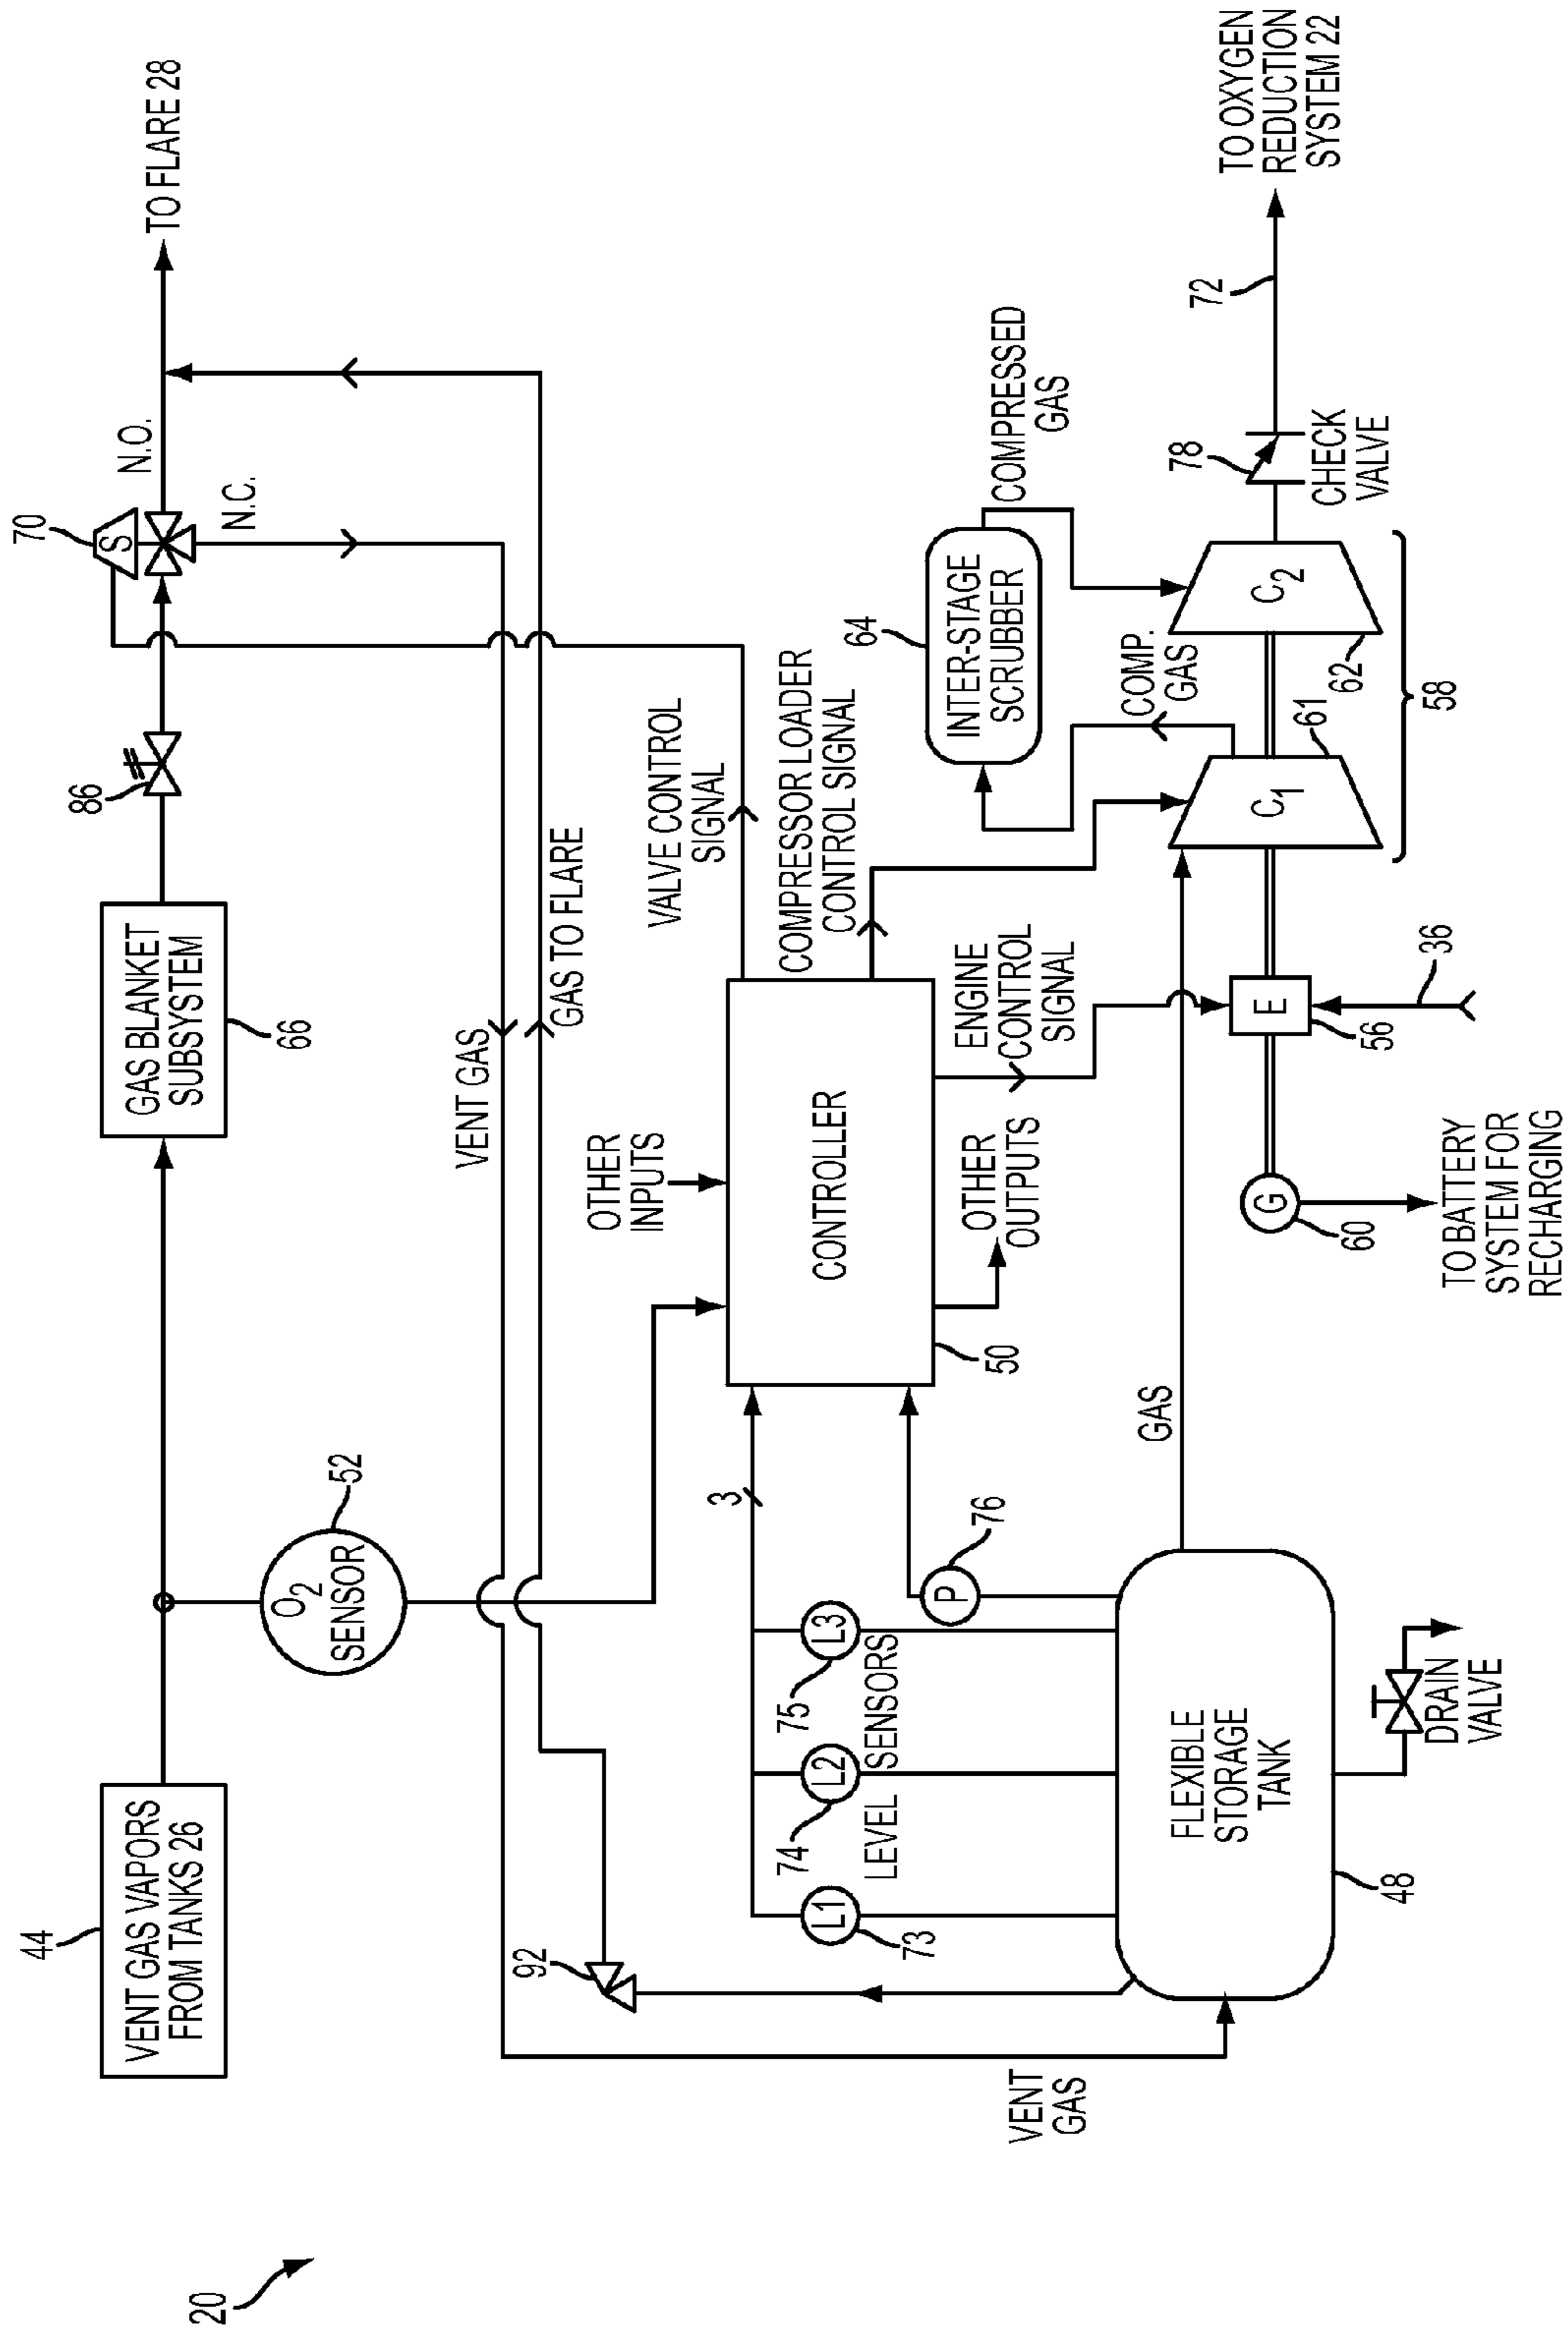 20
44
VENT GAS VAPORS
FROM TANKS 26
O2
SENSOR
52
GAS BLANKET
SUBSYSTEM
66
86
70
S
N.O.
N.C.
TO FLARE 28
VENT GAS
GAS TO FLARE
VALVE CONTROL
SIGNAL
OTHER
INPUTS
92
3
CONTROLLER
50
COMPRESSOR LOADER
CONTROL SIGNAL
ENGINE
CONTROL
SIGNAL
OTHER
OUTPUTS
L1
73
L2
74
L3
75
LEVEL SENSORS
P
76
VENT
GAS
FLEXIBLE
STORAGE
TANK
48
DRAIN
VALVE
GAS
G
60
TO BATTERY
SYSTEM FOR
RECHARGING
E
56
36
C1
61
COMP.
GAS
64
INTER-STAGE
SCRUBBER
COMPRESSED
GAS
C2
62
58
78
CHECK
VALVE
72
TO OXYGEN
REDUCTION
SYSTEM 22